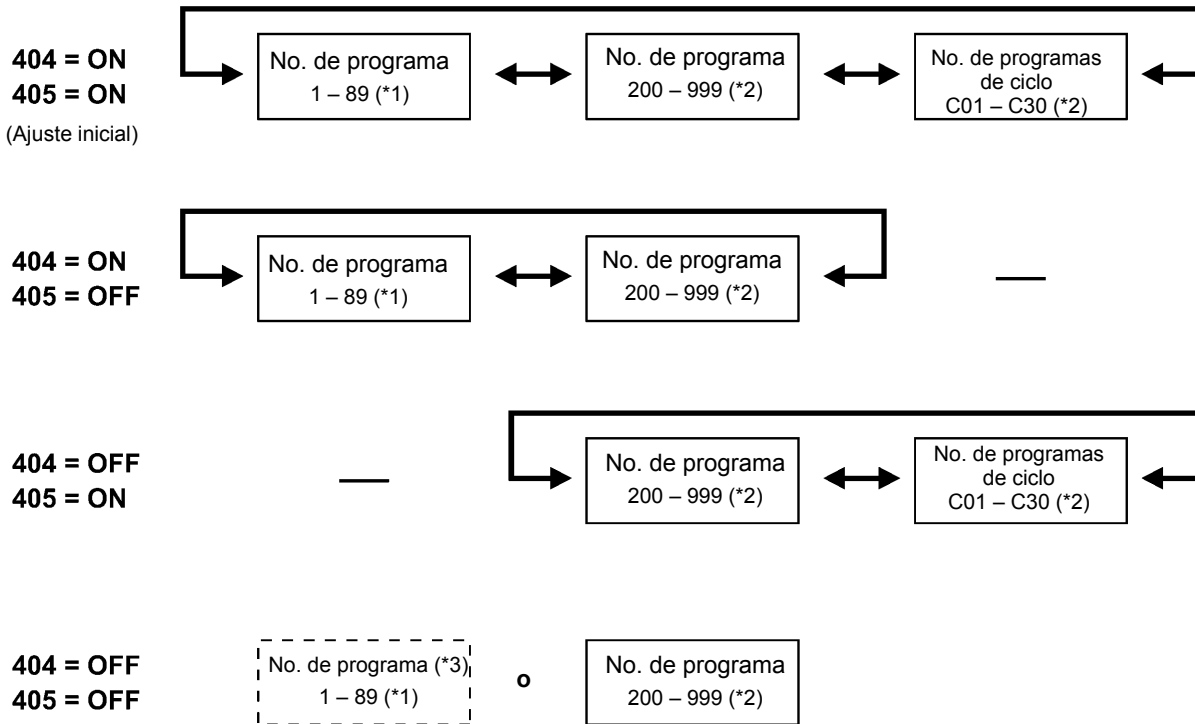 404 = ON
405 = ON
(Ajuste inicial)
No. de programa
1 – 89 (*1)
No. de programa
200 – 999 (*2)
No. de programas
de ciclo
C01 – C30 (*2)
404 = ON
405 = OFF
No. de programa
1 – 89 (*1)
No. de programa
200 – 999 (*2)
404 = OFF
405 = ON
No. de programa
200 – 999 (*2)
No. de programas
de ciclo
C01 – C30 (*2)
404 = OFF
405 = OFF
No. de programa (*3)
1 – 89 (*1)
o
No. de programa
200 – 999 (*2)